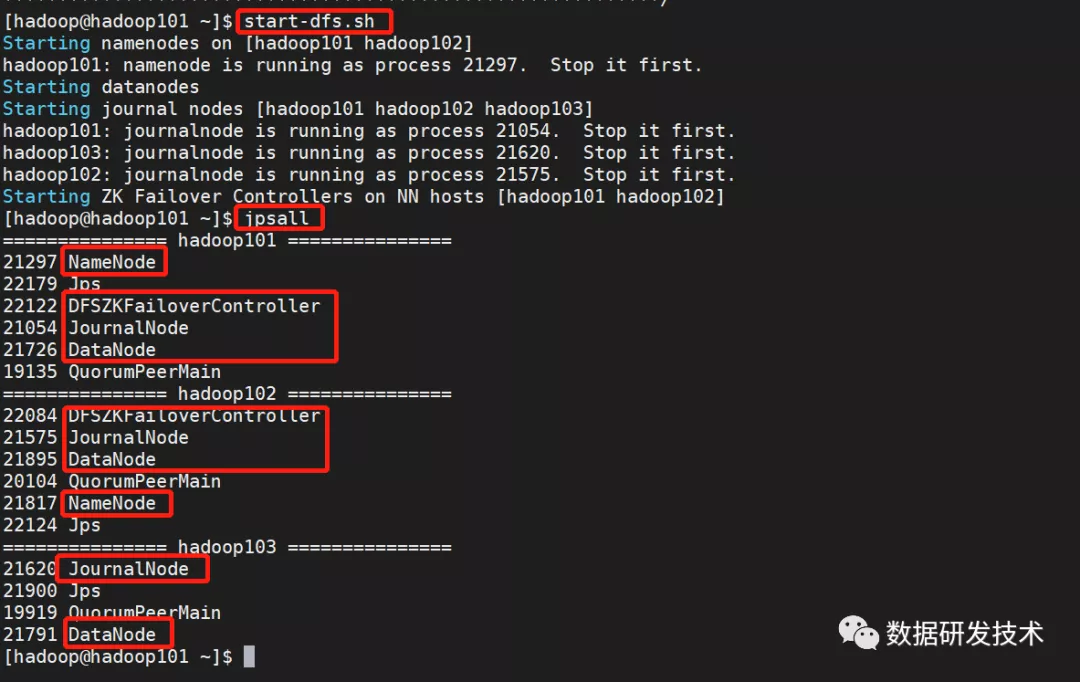 [hadoop@hadoop101 ~]$ start-dfs.sh
Starting namenodes on [hadoop101 hadoop102]
hadoop101: namenode is running as process 21297.  Stop it first.
Starting datanodes
Starting journal nodes [hadoop101 hadoop102 hadoop103]
hadoop101: journalnode is running as process 21054.  Stop it first.
hadoop103: journalnode is running as process 21620.  Stop it first.
hadoop102: journalnode is running as process 21575.  Stop it first.
Starting ZK Failover Controllers on NN hosts [hadoop101 hadoop102]
[hadoop@hadoop101 ~]$ jpsall
=============== hadoop101 ===============
21297 NameNode
22179 Jps
22122 DFSZKFailoverController
21054 JournalNode
21726 DataNode
19135 QuorumPeerMain
=============== hadoop102 ===============
22084 DFSZKFailoverController
21575 JournalNode
21895 DataNode
20104 QuorumPeerMain
21817 NameNode
22124 Jps
=============== hadoop103 ===============
21620 JournalNode
21900 Jps
19919 QuorumPeerMain
21791 DataNode
[hadoop@hadoop101 ~]$
数据研发技术